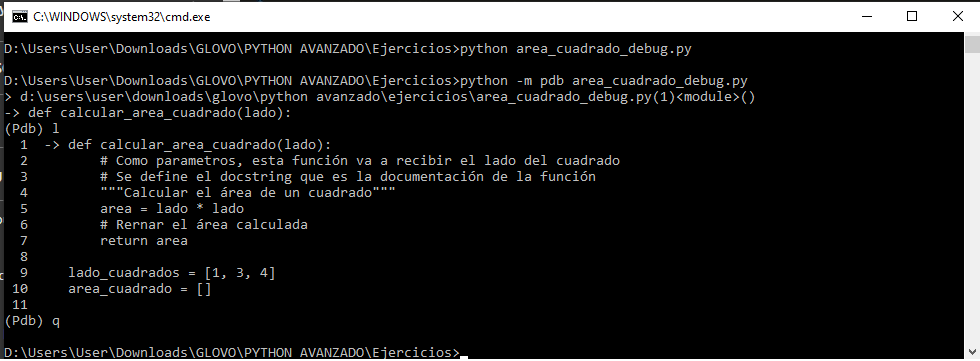 C:\WINDOWS\system32\cmd.exe
D:\Users\User\Downloads\GLOVO\PYTHON AVANZADO\Ejercicios>python area_cuadrado_debug.py
D:\Users\User\Downloads\GLOVO\PYTHON AVANZADO\Ejercicios>python -m pdb area_cuadrado_debug.py
> d:\users\user\downloads\glovo\python avanzado\ejercicios\area_cuadrado_debug.py(1)<module>()
-> def calcular_area_cuadrado(lado):
(Pdb) l
  1  -> def calcular_area_cuadrado(lado):
  2         # Como parametros, esta función va a recibir el lado del cuadrado
  3         # Se define el docstring que es la documentación de la función
  4         """Calcular el área de un cuadrado"""
  5         area = lado * lado
  6         # Rernar el área calculada
  7         return area
  8
  9     lado_cuadrados = [1, 3, 4]
 10     area_cuadrado = []
 11
(Pdb) q
D:\Users\User\Downloads\GLOVO\PYTHON AVANZADO\Ejercicios>